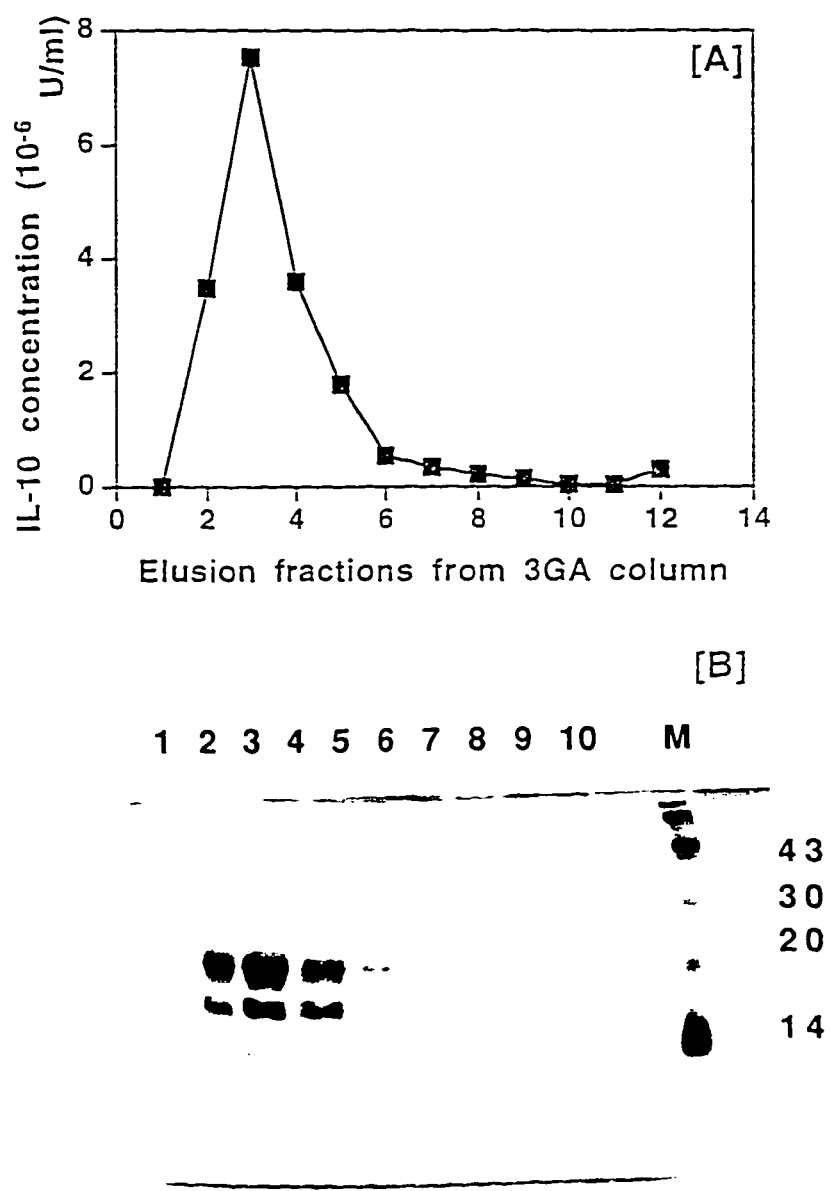 IL-10 concentration (10⁻⁶ U/ml)
8
6
4
2
0
[A]
0 2 4 6 8 10 12 14
Elusion fractions from 3GA column
[B]
1 2 3 4 5 6 7 8 9 10 M
43
30
20
14